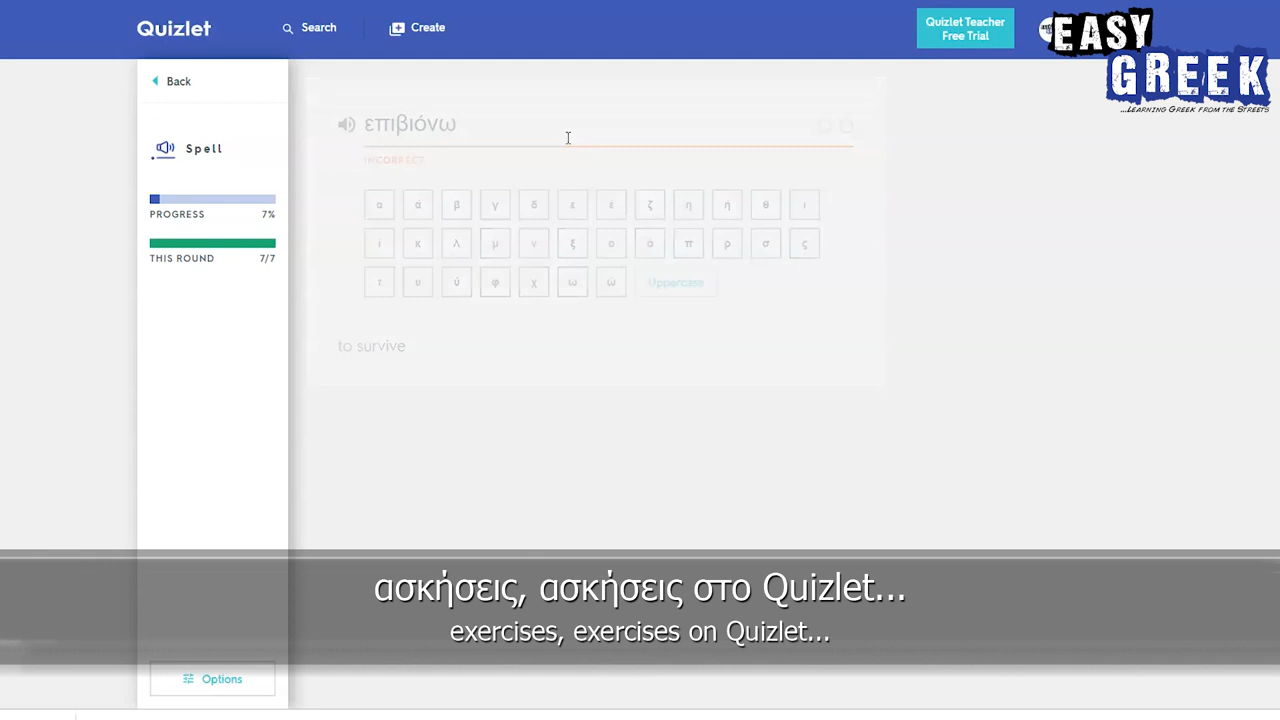 Quizlet
Search
Create
Quizlet Teacher
Free Trial
EASY
GREEK
...LEARNING GREEK FROM THE STREETS
Back
Spell
PROGRESS 7%
THIS ROUND 7/7
Options
επιβιόνω
INCORRECT
α ά β γ δ ε έ ζ η ή θ ι
ί κ λ μ ν ξ ο ό π ρ σ ς
τ υ ύ φ χ ω ώ Uppercase
to survive
ασκήσεις, ασκήσεις στο Quizlet...
exercises, exercises on Quizlet...